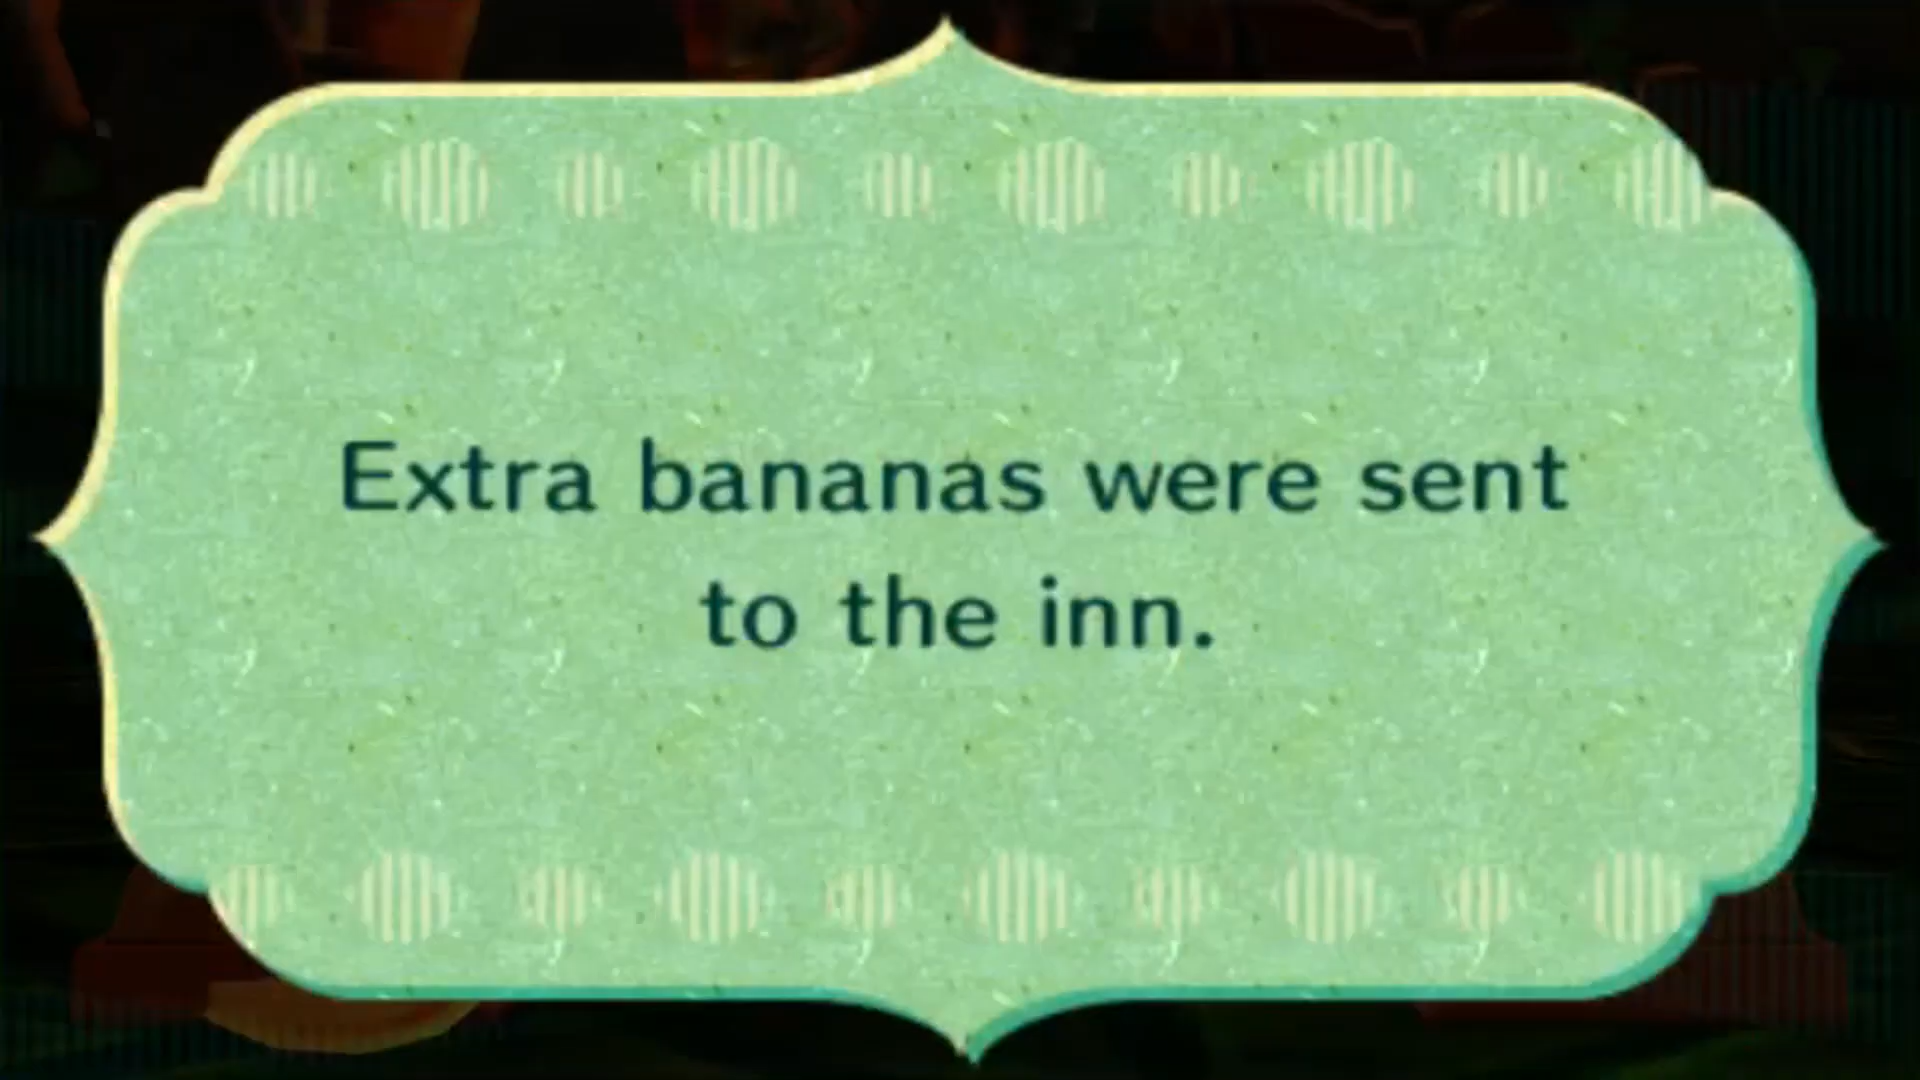 Extra bananas were sent
to the inn.